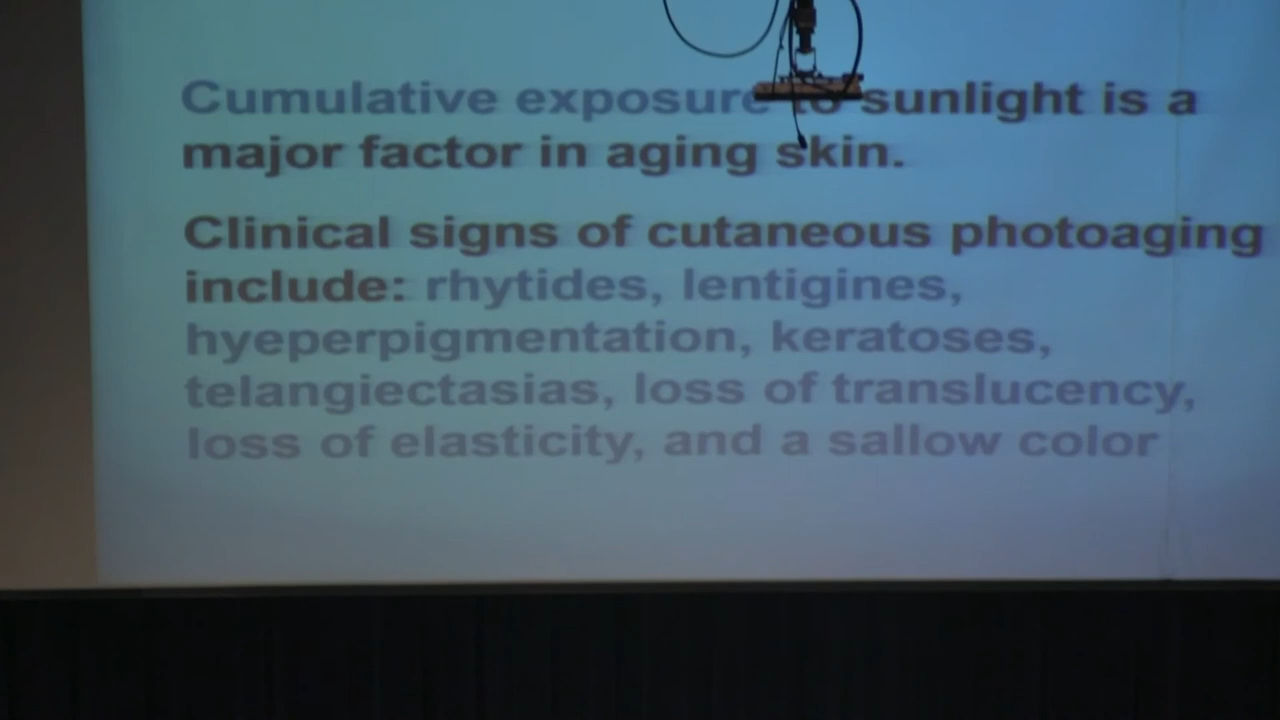 Cumulative exposure to sunlight is a
major factor in aging skin.
Clinical signs of cutaneous photoaging
include: rhytides, lentigines,
hyeperpigmentation, keratoses,
telangiectasias, loss of translucency,
loss of elasticity, and a sallow color